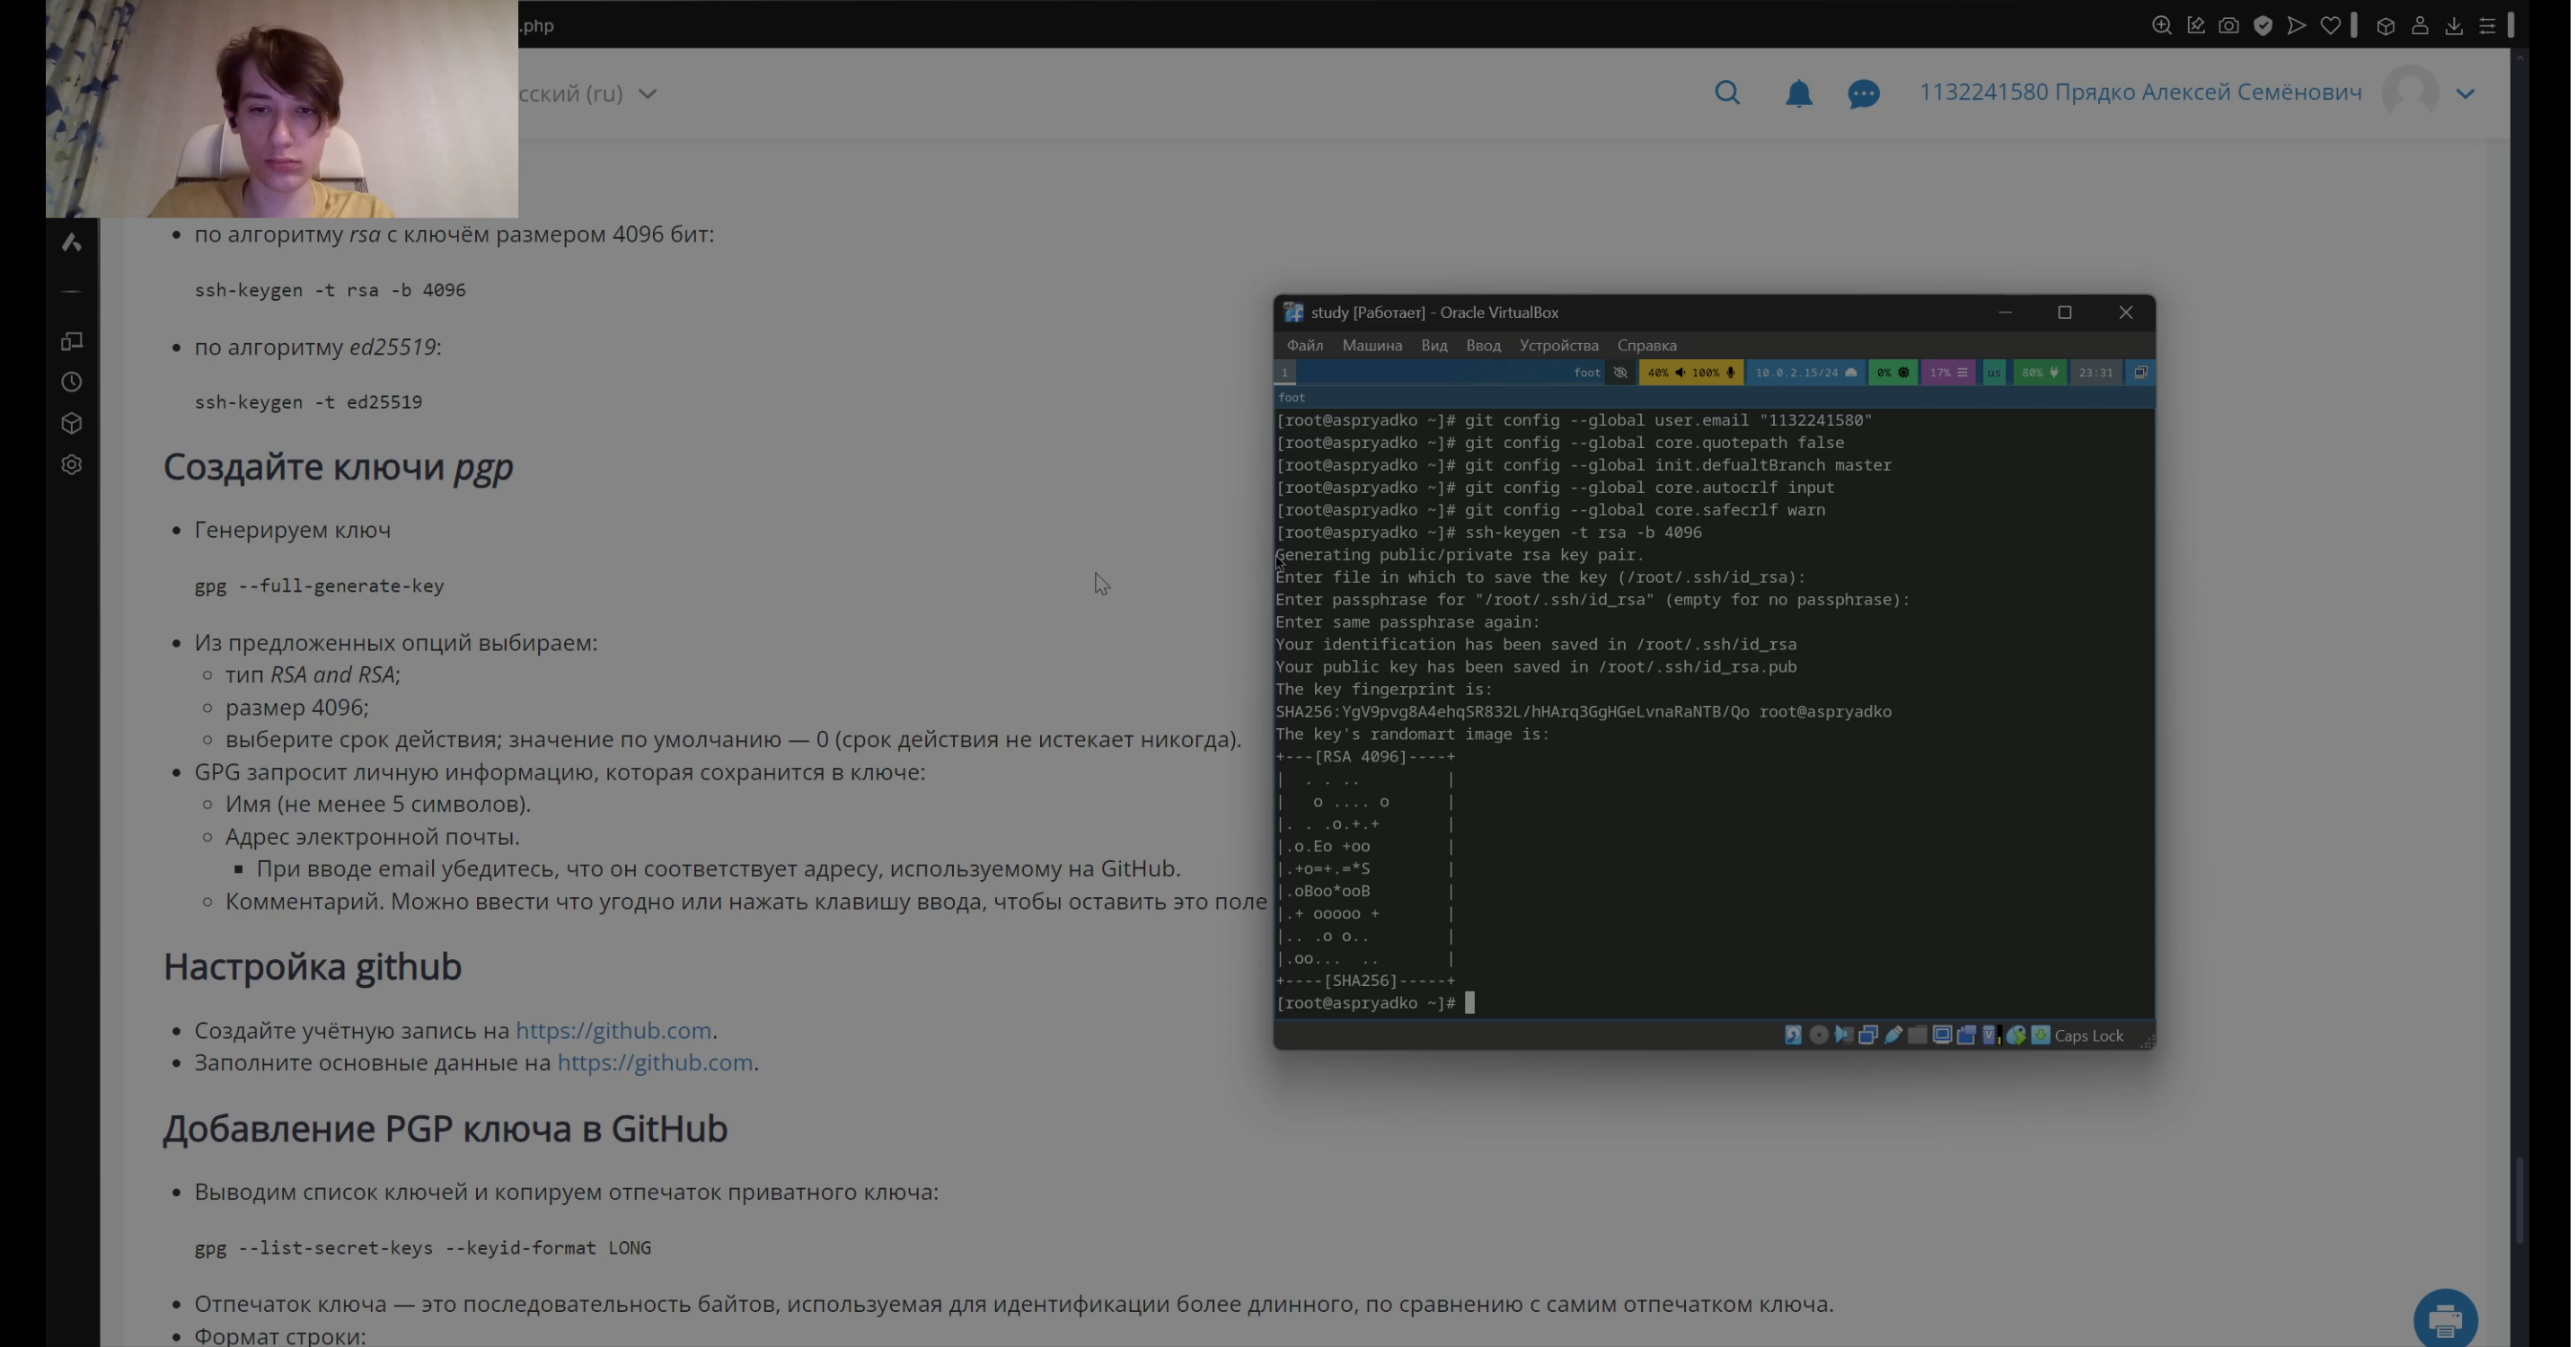 .php
сский (ru)
1132241580 Прядко Алексей Семёнович
по алгоритму rsa с ключём размером 4096 бит:
ssh-keygen -t rsa -b 4096
по алгоритму ed25519:
ssh-keygen -t ed25519
Создайте ключи pgp
Генерируем ключ
gpg --full-generate-key
Из предложенных опций выбираем:
тип RSA and RSA;
размер 4096;
выберите срок действия; значение по умолчанию — 0 (срок действия не истекает никогда).
GPG запросит личную информацию, которая сохранится в ключе:
Имя (не менее 5 символов).
Адрес электронной почты.
При вводе email убедитесь, что он соответствует адресу, используемому на GitHub.
Комментарий. Можно ввести что угодно или нажать клавишу ввода, чтобы оставить это поле
Настройка github
Создайте учётную запись на https://github.com.
Заполните основные данные на https://github.com.
Добавление PGP ключа в GitHub
Выводим список ключей и копируем отпечаток приватного ключа:
gpg --list-secret-keys --keyid-format LONG
Отпечаток ключа — это последовательность байтов, используемая для идентификации более длинного, по сравнению с самим отпечатком ключа.
Формат строки:
study [Работает] - Oracle VirtualBox
Файл Машина Вид Ввод Устройства Справка
1 foot 40% 100% 10.0.2.15/24 0% 17% us 80% 23:31
foot
[root@aspryadko ~]# git config --global user.email "1132241580"
[root@aspryadko ~]# git config --global core.quotepath false
[root@aspryadko ~]# git config --global init.defualtBranch master
[root@aspryadko ~]# git config --global core.autocrlf input
[root@aspryadko ~]# git config --global core.safecrlf warn
[root@aspryadko ~]# ssh-keygen -t rsa -b 4096
Generating public/private rsa key pair.
Enter file in which to save the key (/root/.ssh/id_rsa):
Enter passphrase for "/root/.ssh/id_rsa" (empty for no passphrase):
Enter same passphrase again:
Your identification has been saved in /root/.ssh/id_rsa
Your public key has been saved in /root/.ssh/id_rsa.pub
The key fingerprint is:
SHA256:YgV9pvg8A4ehqSR832L/hHArq3GgHGeLvnaRaNTB/Qo root@aspryadko
The key's randomart image is:
+---[RSA 4096]----+
|   . . ..         |
|    o .... o      |
|. . .o.+.+       |
|.o.Eo +oo        |
|.+o=+.=*S        |
|.oBoo*ooB        |
|.+ ooooo +       |
|.. .o o..        |
|.oo...  ..       |
+----[SHA256]-----+
[root@aspryadko ~]#
Caps Lock